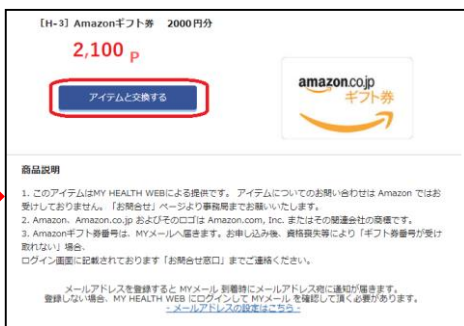 [H-3] Amazonギフト券　2000円分
2,100 P
アイテムと交換する
amazon.co.jp
ギフト券
商品説明
1. このアイテムはMY HEALTH WEBによる提供です。 アイテムについてのお問い合わせは Amazon ではお
受けしておりません。「お問合せ」ページより事務局までお願いいたします。
2. Amazon、Amazon.co.jp およびそのロゴは Amazon.com, Inc. またはその関連会社の商標です。
3. Amazonギフト券番号は、MYメールへ届きます。お申し込み後、資格損失等により「ギフト券番号が受け
取れない」場合、
ログイン画面に記載されております「お問合せ窓口」までご連絡ください。
メールアドレスを登録すると MYメール 到着時にメールアドレス宛に通知が届きます。
登録しない場合、MY HEALTH WEB にログインして MYメール を確認して頂く必要があります。
- メールアドレスの設定はこちら -